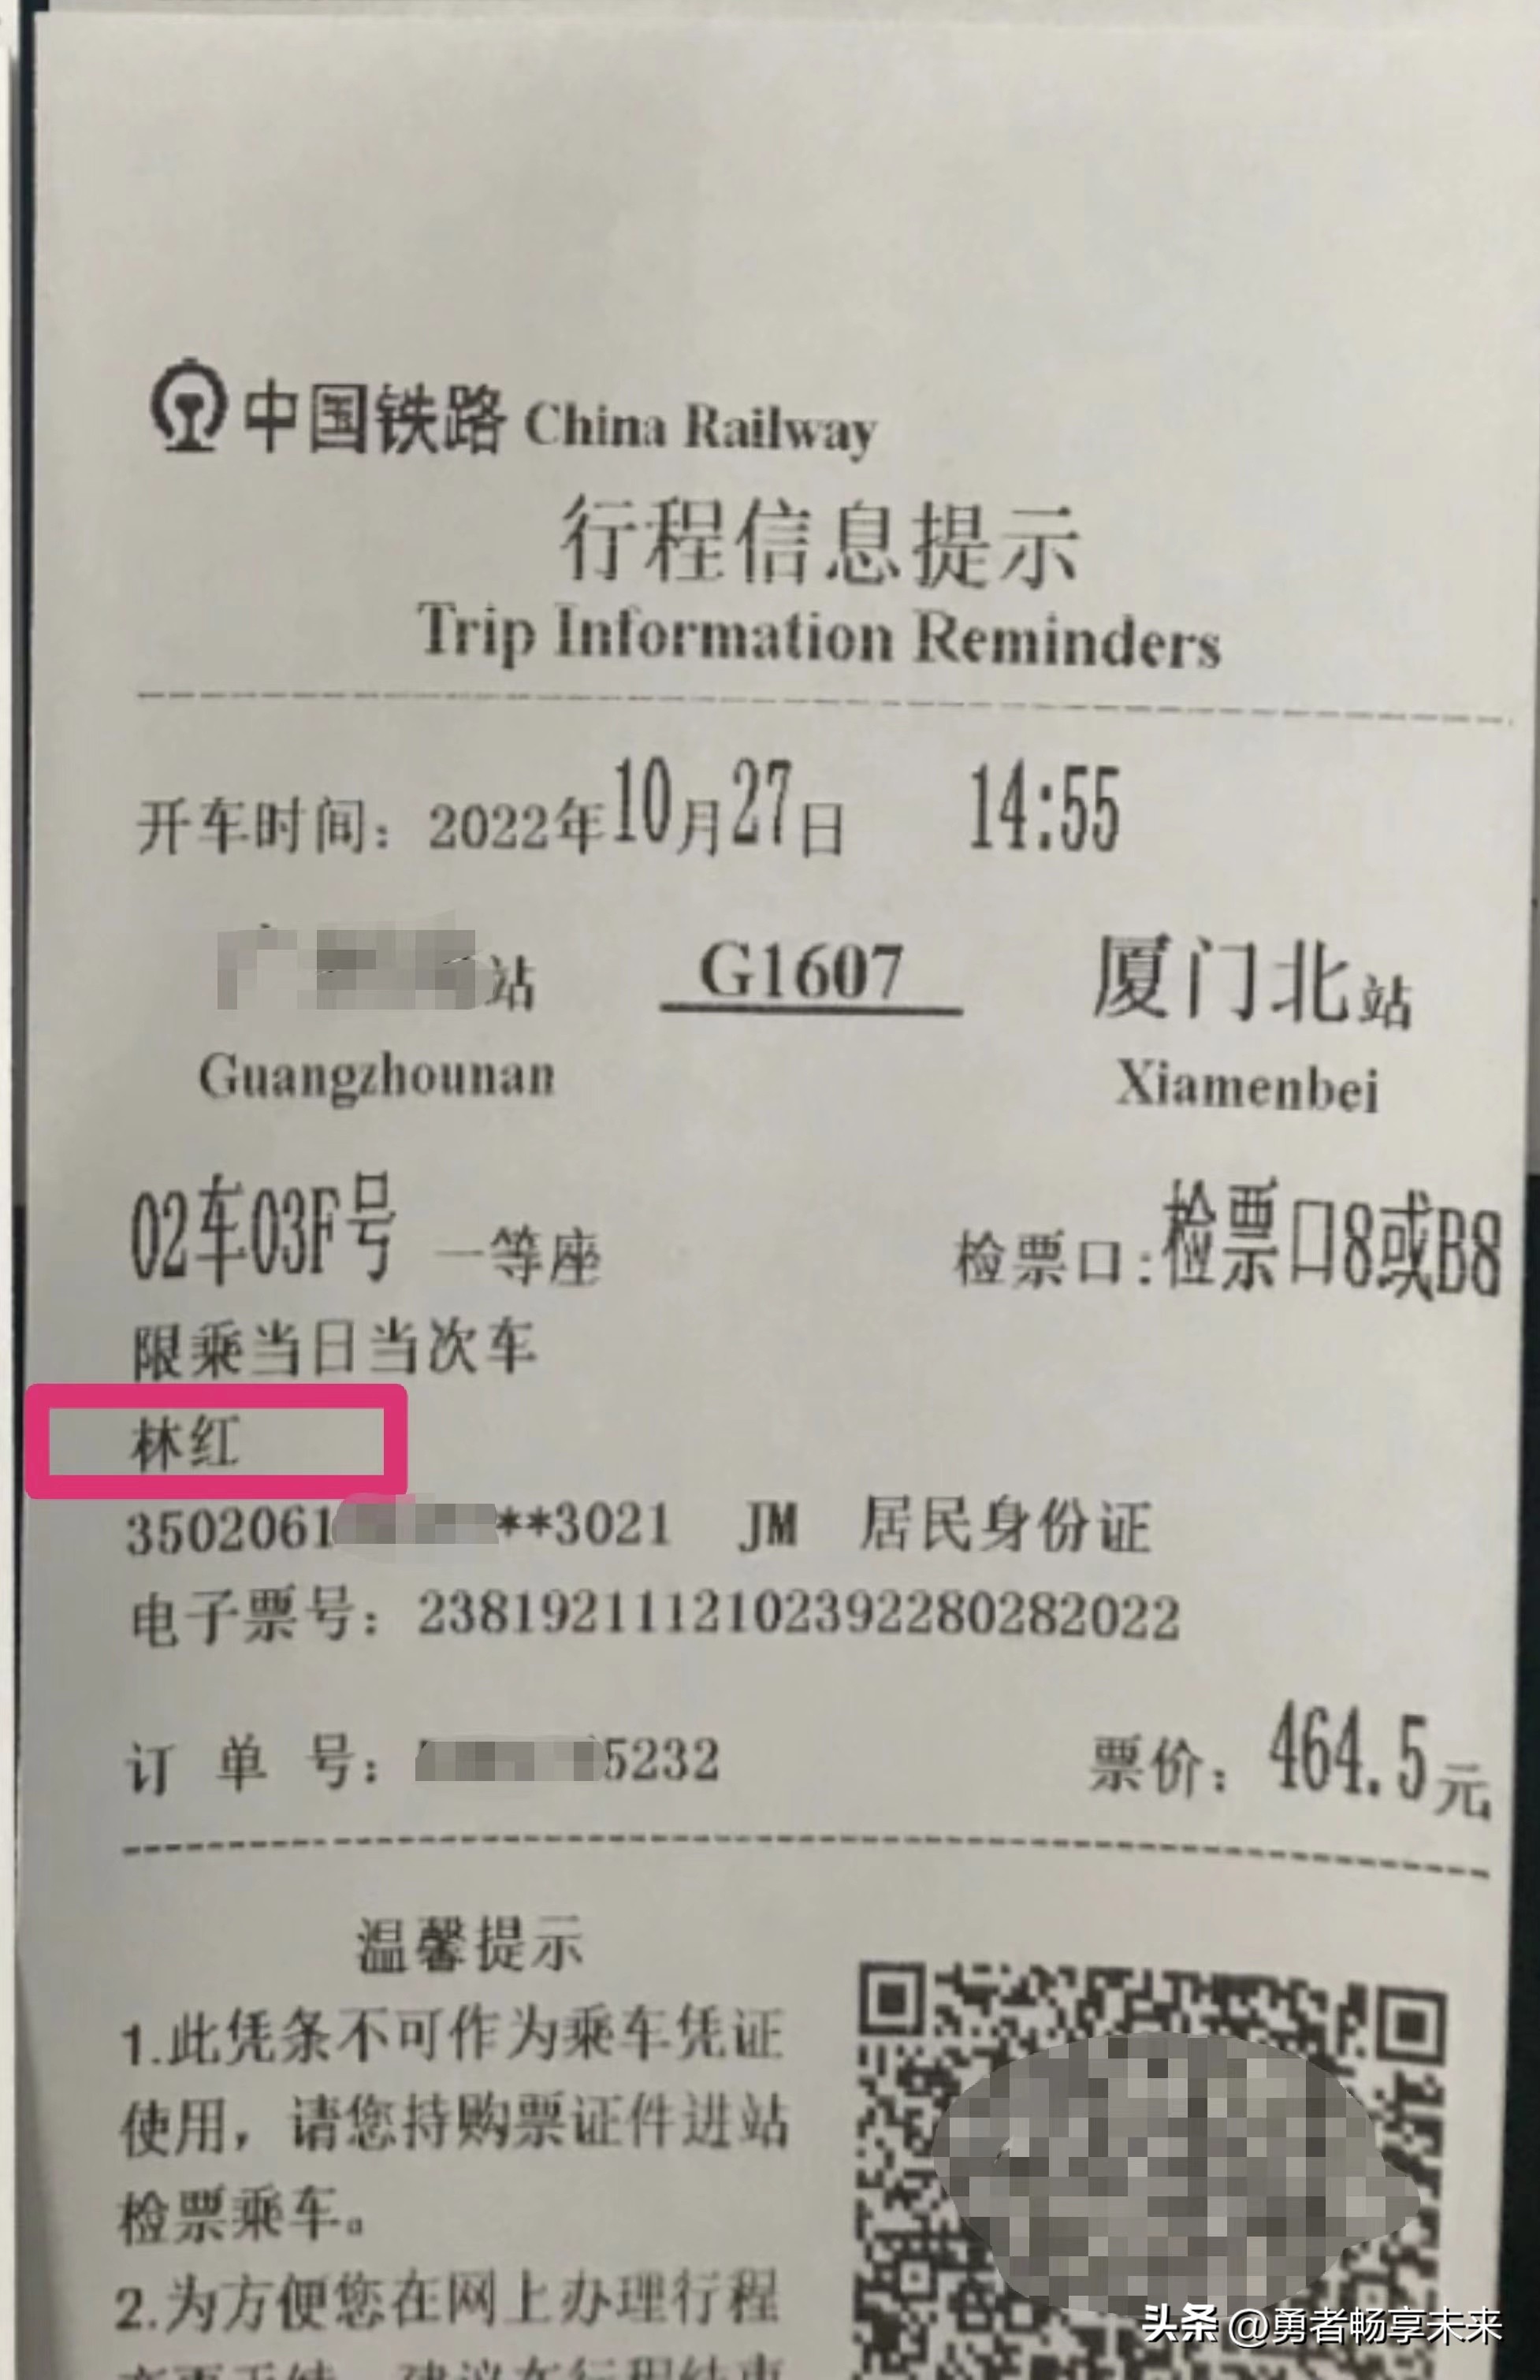 中国铁路 China Railway
行程信息提示
Trip Information Reminders
开车时间：2022年10月27日 14:55
站 G1607 厦门北站
Guangzhounan Xiamenbei
02车03F号 一等座 检票口:检票口8或B8
限乘当日当次车
林红
3502061 **3021 JM 居民身份证
电子票号：2381921112102392280282022
订单号： 5232 票价：464.5元
温馨提示
1.此凭条不可作为乘车凭证
使用，请您持购票证件进站
检票乘车。
2.为方便您在网上办理行程
头条 @勇者畅享未来